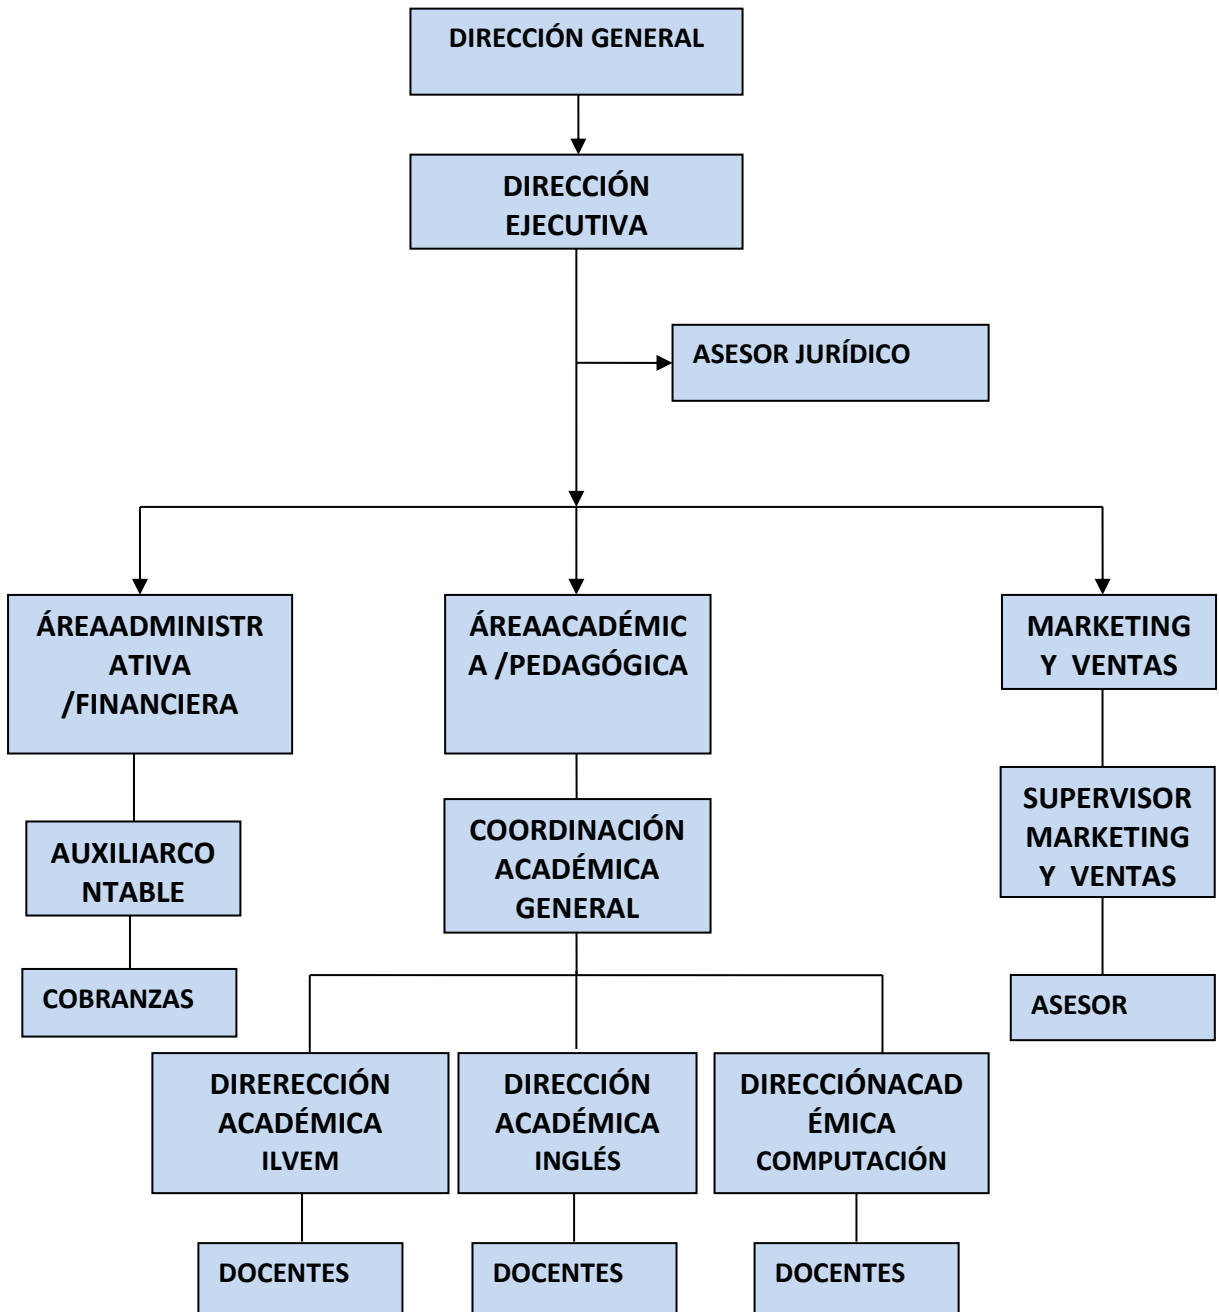 DIRECCIÓN GENERAL
DIRECCIÓN
EJECUTIVA
ASESOR JURÍDICO
ÁREAADMINISTR
ATIVA
/FINANCIERA
ÁREAACADÉMIC
A /PEDAGÓGICA
MARKETING
Y VENTAS
AUXILIARCO
NTABLE
COORDINACIÓN
ACADÉMICA
GENERAL
SUPERVISOR
MARKETING
Y VENTAS
COBRANZAS
ASESOR
DIRERECCIÓN
ACADÉMICA
ILVEM
DIRECCIÓN
ACADÉMICA
INGLÉS
DIRECCIÓNACAD
ÉMICA
COMPUTACIÓN
DOCENTES
DOCENTES
DOCENTES